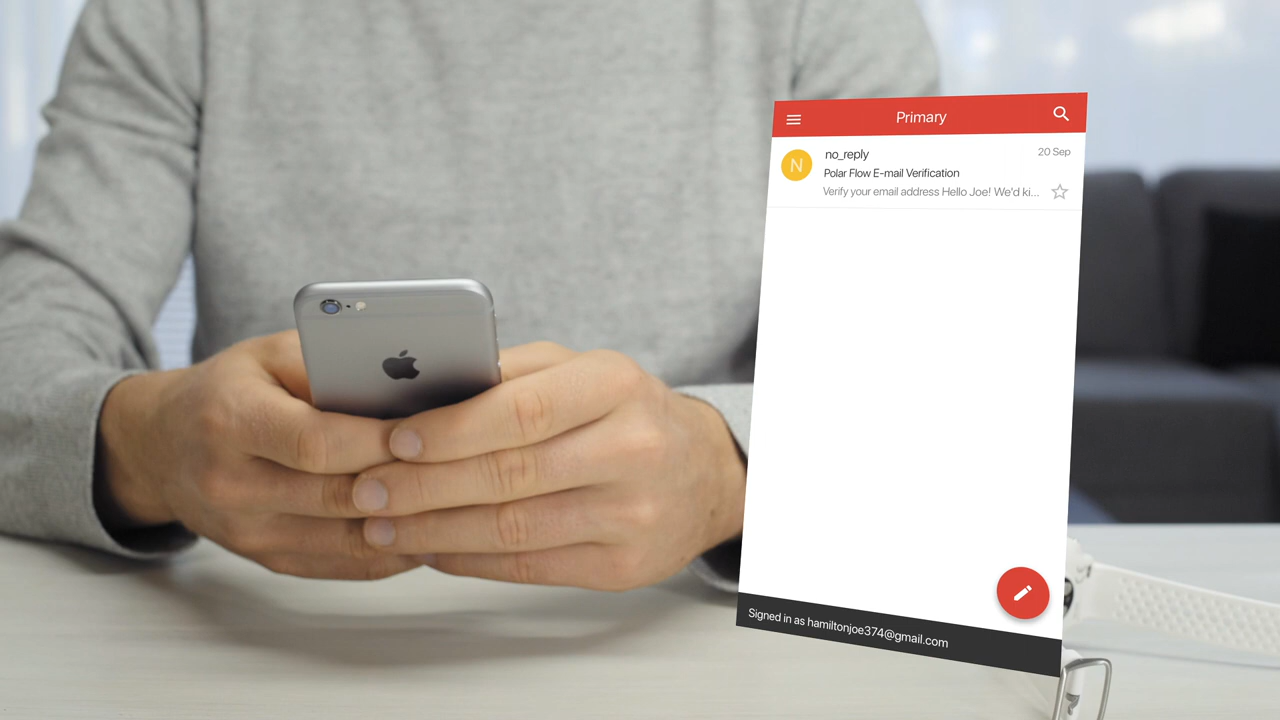 Primary
no_reply
20 Sep
Polar Flow E-mail Verification
Verify your email address Hello Joe! We'd ki...
N
Signed in as hamiltonjoe374@gmail.com